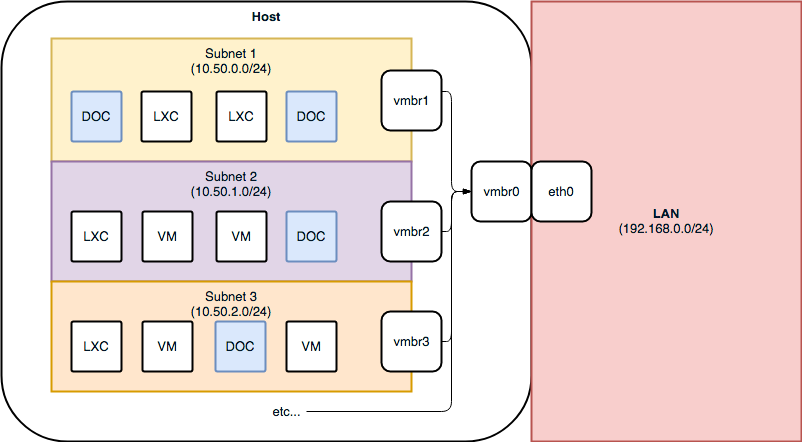 Host
Subnet 1
(10.50.0.0/24)
DOC
LXC
LXC
DOC
vmbr1
Subnet 2
(10.50.1.0/24)
LXC
VM
VM
DOC
vmbr2
Subnet 3
(10.50.2.0/24)
LXC
VM
DOC
VM
vmbr3
etc...
vmbr0
eth0
LAN
(192.168.0.0/24)